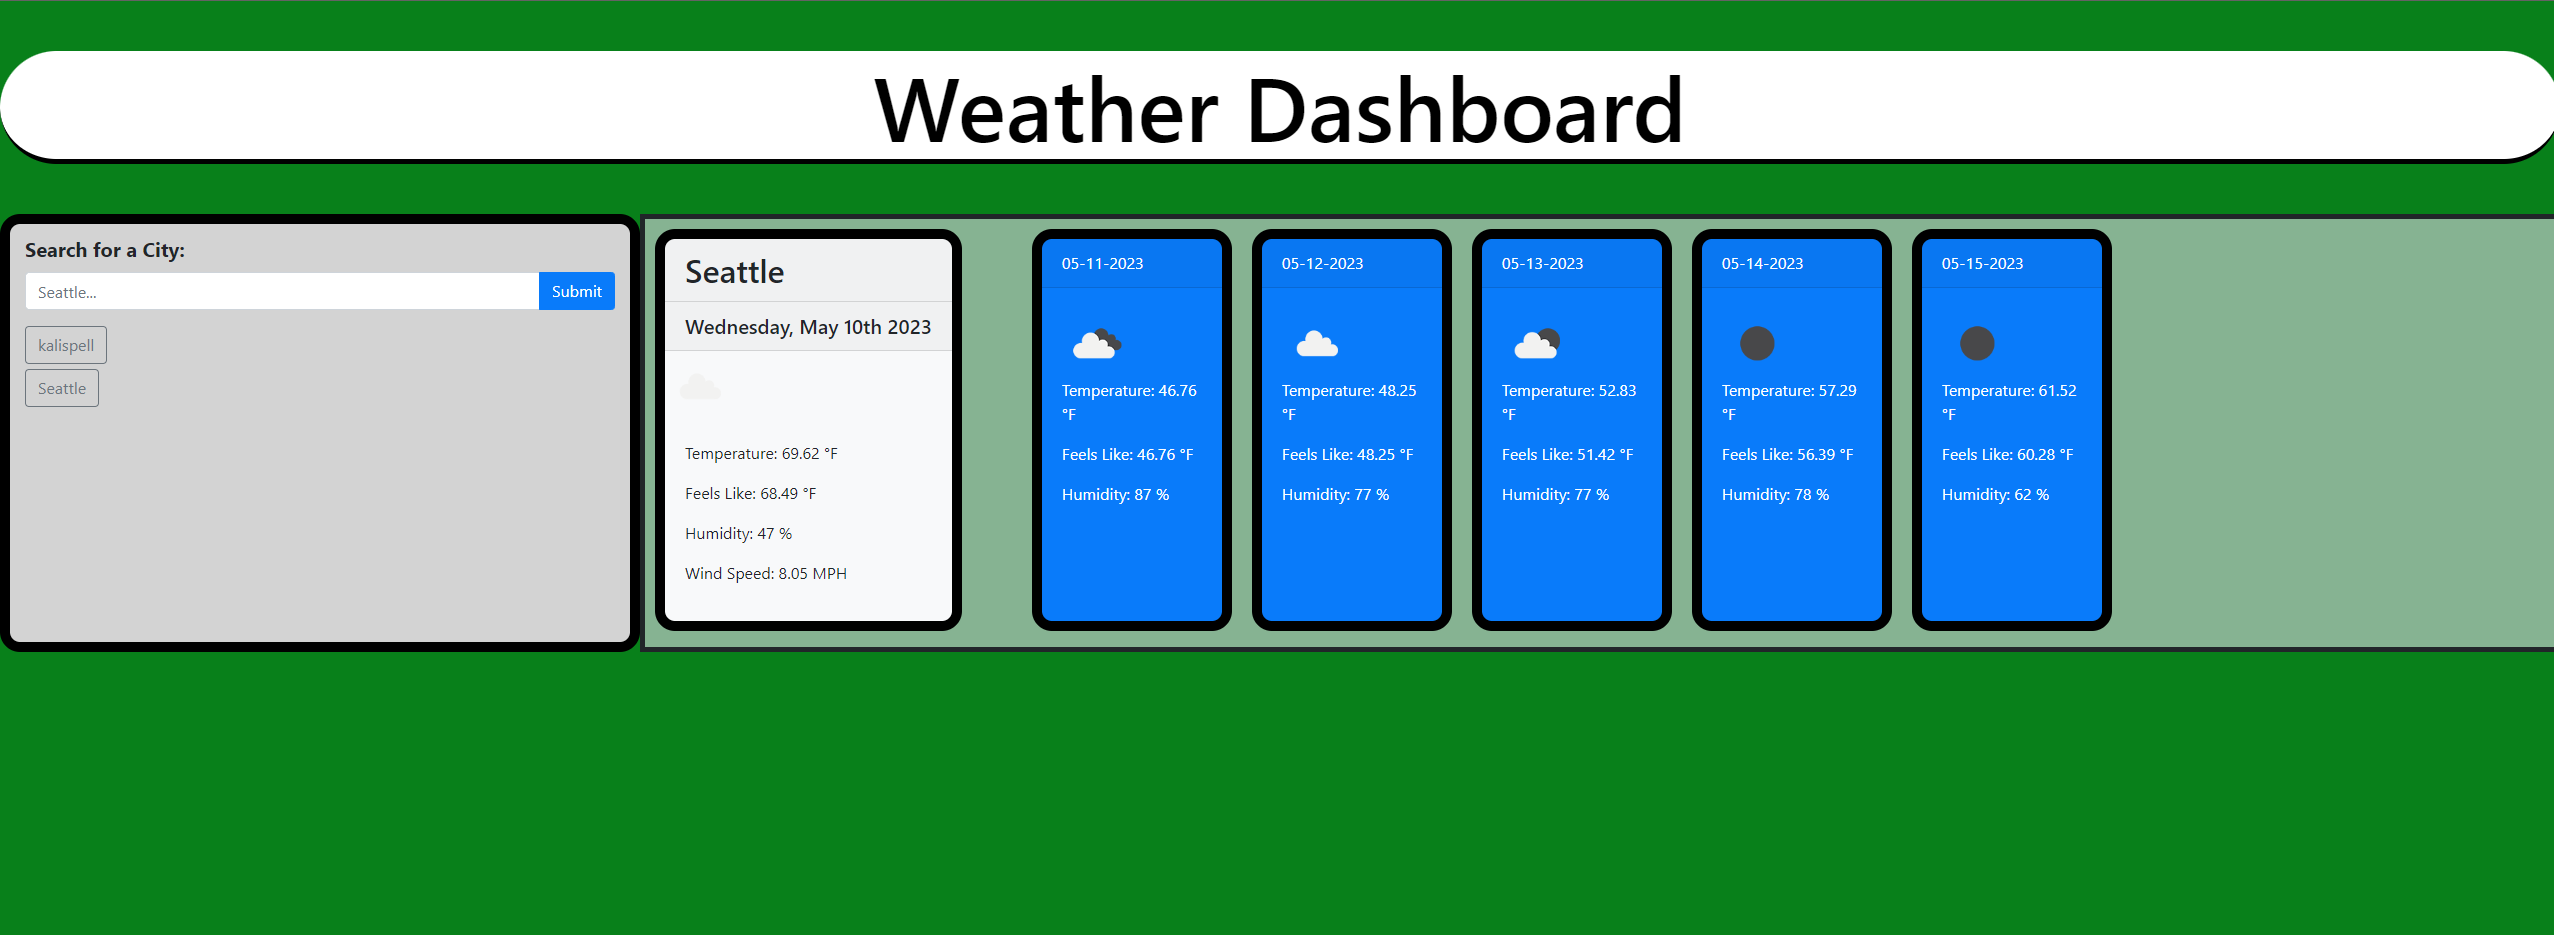 Weather Dashboard
Search for a City:
Seattle...
Submit
kalispell
Seattle
Seattle
Wednesday, May 10th 2023
Temperature: 69.62 °F
Feels Like: 68.49 °F
Humidity: 47 %
Wind Speed: 8.05 MPH
05-11-2023
Temperature: 46.76
°F
Feels Like: 46.76 °F
Humidity: 87 %
05-12-2023
Temperature: 48.25
°F
Feels Like: 48.25 °F
Humidity: 77 %
05-13-2023
Temperature: 52.83
°F
Feels Like: 51.42 °F
Humidity: 77 %
05-14-2023
Temperature: 57.29
°F
Feels Like: 56.39 °F
Humidity: 78 %
05-15-2023
Temperature: 61.52
°F
Feels Like: 60.28 °F
Humidity: 62 %